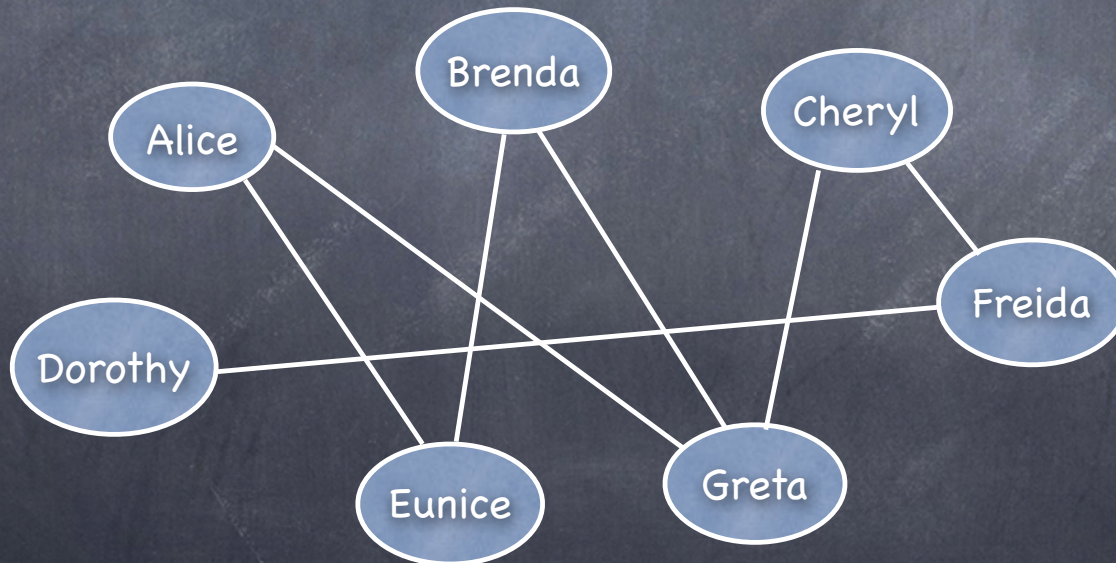 Brenda
Cheryl
Alice
Freida
Dorothy
Greta
Eunice